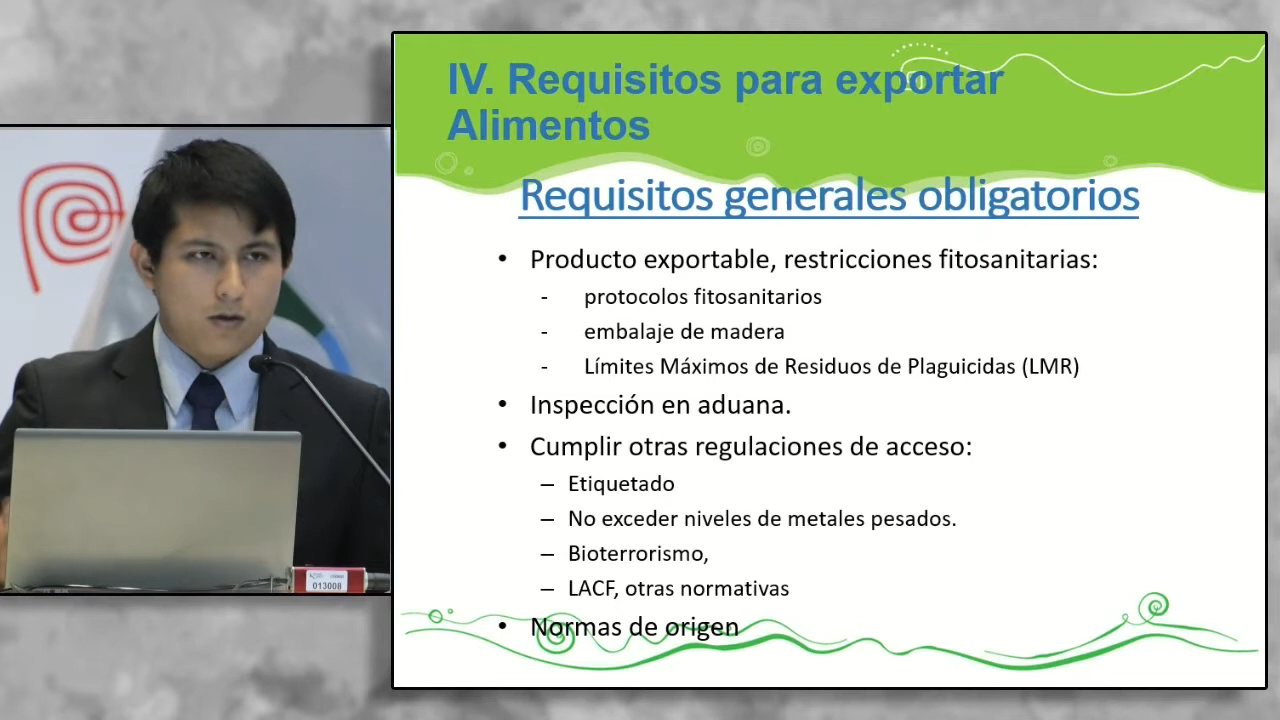 IV. Requisitos para exportar
Alimentos
Requisitos generales obligatorios
• Producto exportable, restricciones fitosanitarias:
- protocolos fitosanitarios
- embalaje de madera
- Límites Máximos de Residuos de Plaguicidas (LMR)
• Inspección en aduana.
• Cumplir otras regulaciones de acceso:
– Etiquetado
– No exceder niveles de metales pesados.
– Bioterrorismo,
– LACF, otras normativas
• Normas de origen
013008